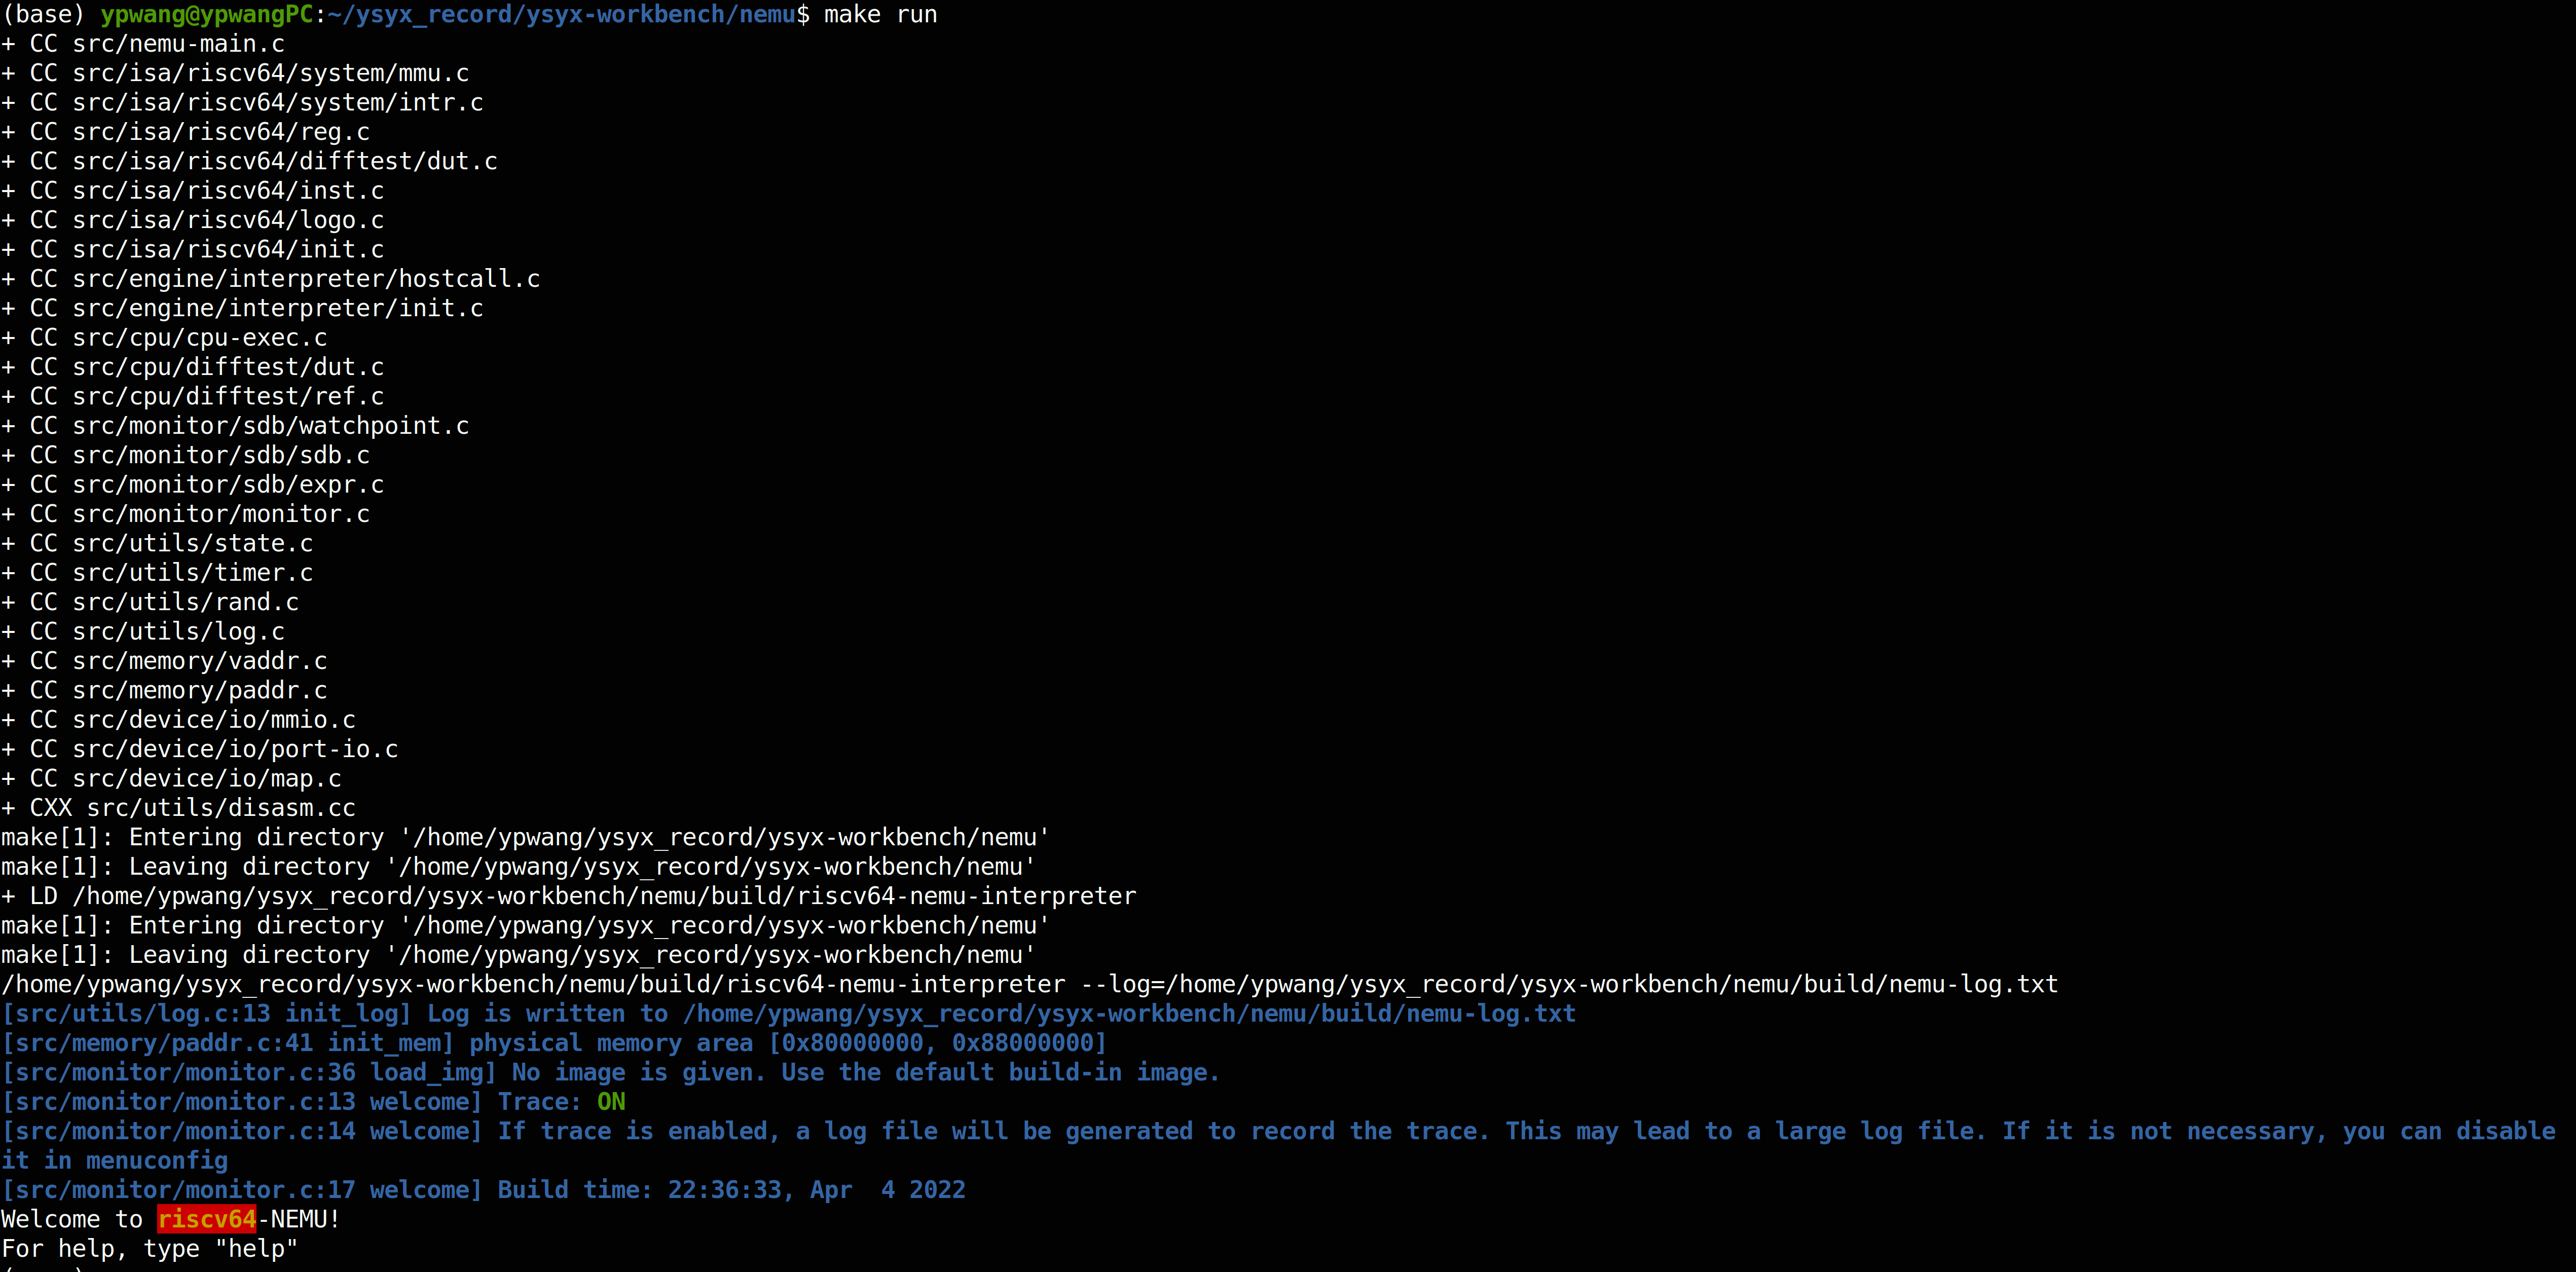 (base) ypwang@ypwangPC:~/ysyx_record/ysyx-workbench/nemu$ make run
+ CC src/nemu-main.c
+ CC src/isa/riscv64/system/mmu.c
+ CC src/isa/riscv64/system/intr.c
+ CC src/isa/riscv64/reg.c
+ CC src/isa/riscv64/difftest/dut.c
+ CC src/isa/riscv64/inst.c
+ CC src/isa/riscv64/logo.c
+ CC src/isa/riscv64/init.c
+ CC src/engine/interpreter/hostcall.c
+ CC src/engine/interpreter/init.c
+ CC src/cpu/cpu-exec.c
+ CC src/cpu/difftest/dut.c
+ CC src/cpu/difftest/ref.c
+ CC src/monitor/sdb/watchpoint.c
+ CC src/monitor/sdb/sdb.c
+ CC src/monitor/sdb/expr.c
+ CC src/monitor/monitor.c
+ CC src/utils/state.c
+ CC src/utils/timer.c
+ CC src/utils/rand.c
+ CC src/utils/log.c
+ CC src/memory/vaddr.c
+ CC src/memory/paddr.c
+ CC src/device/io/mmio.c
+ CC src/device/io/port-io.c
+ CC src/device/io/map.c
+ CXX src/utils/disasm.cc
make[1]: Entering directory '/home/ypwang/ysyx_record/ysyx-workbench/nemu'
make[1]: Leaving directory '/home/ypwang/ysyx_record/ysyx-workbench/nemu'
+ LD /home/ypwang/ysyx_record/ysyx-workbench/nemu/build/riscv64-nemu-interpreter
make[1]: Entering directory '/home/ypwang/ysyx_record/ysyx-workbench/nemu'
make[1]: Leaving directory '/home/ypwang/ysyx_record/ysyx-workbench/nemu'
/home/ypwang/ysyx_record/ysyx-workbench/nemu/build/riscv64-nemu-interpreter --log=/home/ypwang/ysyx_record/ysyx-workbench/nemu/build/nemu-log.txt
[src/utils/log.c:13 init_log] Log is written to /home/ypwang/ysyx_record/ysyx-workbench/nemu/build/nemu-log.txt
[src/memory/paddr.c:41 init_mem] physical memory area [0x80000000, 0x88000000]
[src/monitor/monitor.c:36 load_img] No image is given. Use the default build-in image.
[src/monitor/monitor.c:13 welcome] Trace: ON
[src/monitor/monitor.c:14 welcome] If trace is enabled, a log file will be generated to record the trace. This may lead to a large log file. If it is not necessary, you can disable
it in menuconfig
[src/monitor/monitor.c:17 welcome] Build time: 22:36:33, Apr  4 2022
Welcome to riscv64-NEMU!
For help, type "help"